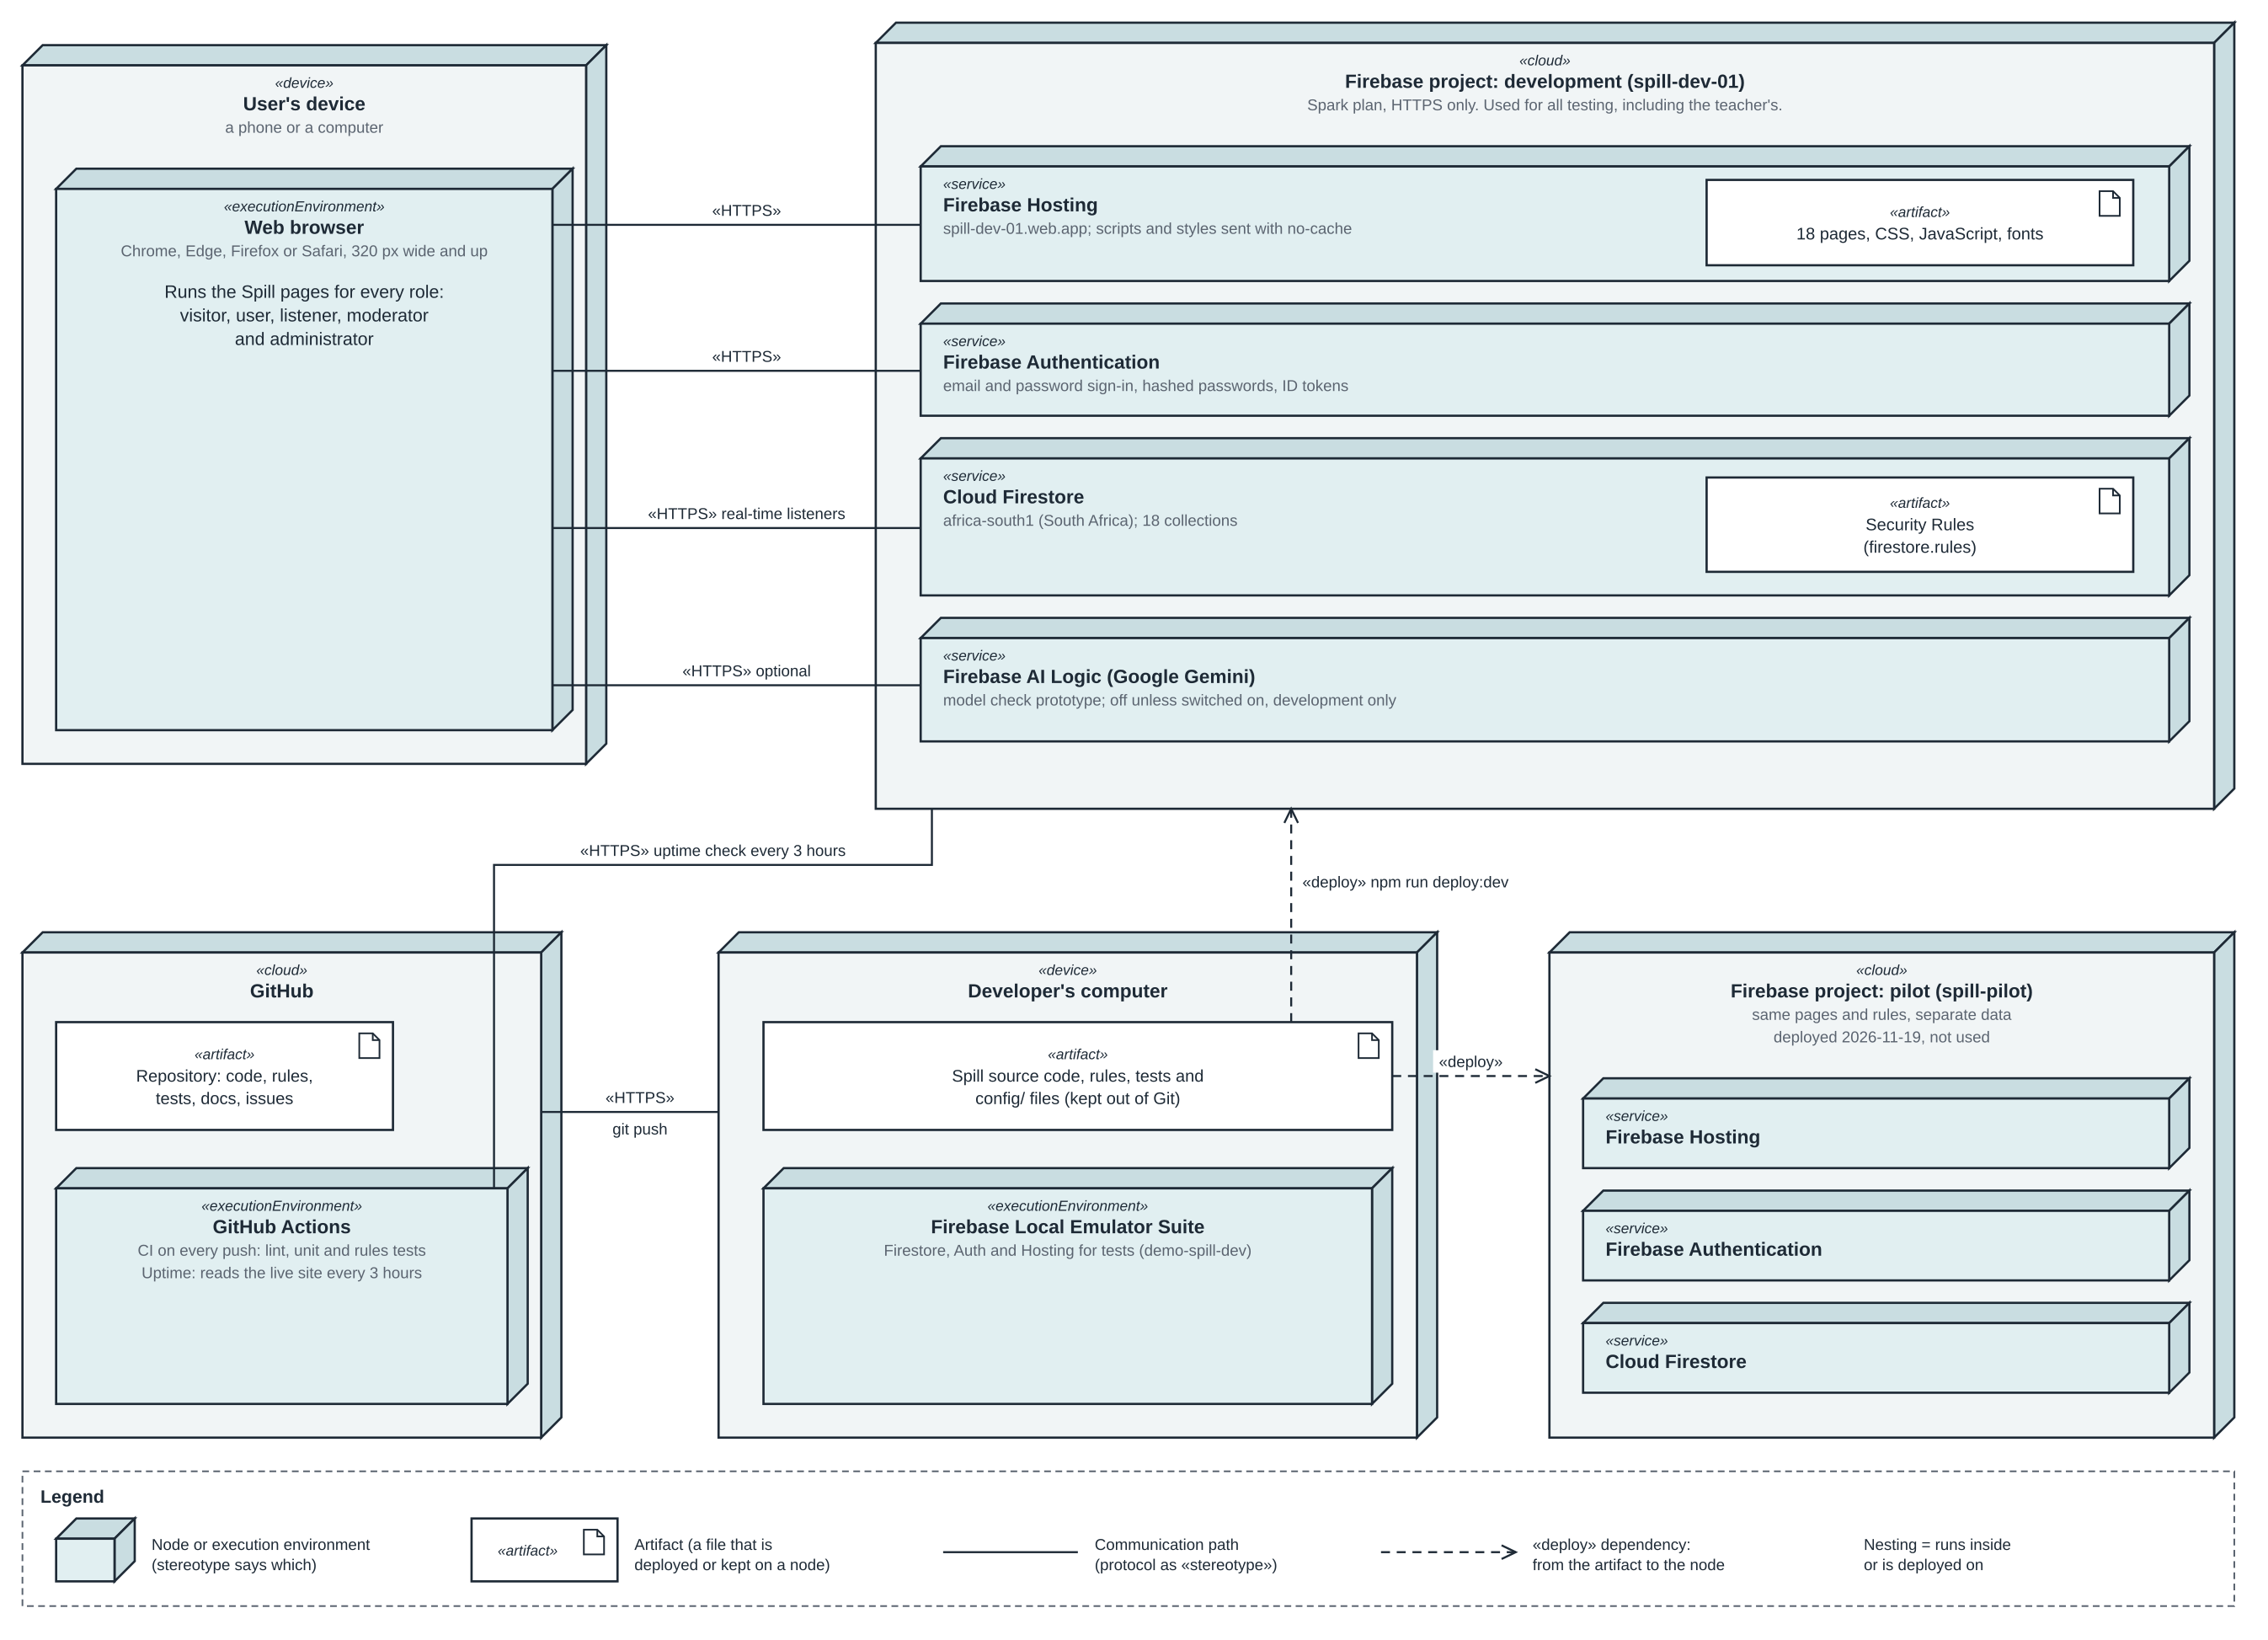 «device»
User's device
a phone or a computer
«executionEnvironment»
Web browser
Chrome, Edge, Firefox or Safari, 320 px wide and up
Runs the Spill pages for every role:
visitor, user, listener, moderator
and administrator
«HTTPS»
«HTTPS»
«HTTPS» real-time listeners
«HTTPS» optional
«cloud»
Firebase project: development (spill-dev-01)
Spark plan, HTTPS only. Used for all testing, including the teacher's.
«service»
Firebase Hosting
spill-dev-01.web.app; scripts and styles sent with no-cache
«artifact»
18 pages, CSS, JavaScript, fonts
«service»
Firebase Authentication
email and password sign-in, hashed passwords, ID tokens
«service»
Cloud Firestore
africa-south1 (South Africa); 18 collections
«artifact»
Security Rules
(firestore.rules)
«service»
Firebase AI Logic (Google Gemini)
model check prototype; off unless switched on, development only
«HTTPS» uptime check every 3 hours
«deploy» npm run deploy:dev
«cloud»
GitHub
«artifact»
Repository: code, rules,
tests, docs, issues
«executionEnvironment»
GitHub Actions
CI on every push: lint, unit and rules tests
Uptime: reads the live site every 3 hours
«HTTPS»
git push
«device»
Developer's computer
«artifact»
Spill source code, rules, tests and
config/ files (kept out of Git)
«executionEnvironment»
Firebase Local Emulator Suite
Firestore, Auth and Hosting for tests (demo-spill-dev)
«deploy»
«cloud»
Firebase project: pilot (spill-pilot)
same pages and rules, separate data
deployed 2026-11-19, not used
«service»
Firebase Hosting
«service»
Firebase Authentication
«service»
Cloud Firestore
Legend
Node or execution environment
(stereotype says which)
«artifact»
Artifact (a file that is
deployed or kept on a node)
Communication path
(protocol as «stereotype»)
«deploy» dependency:
from the artifact to the node
Nesting = runs inside
or is deployed on